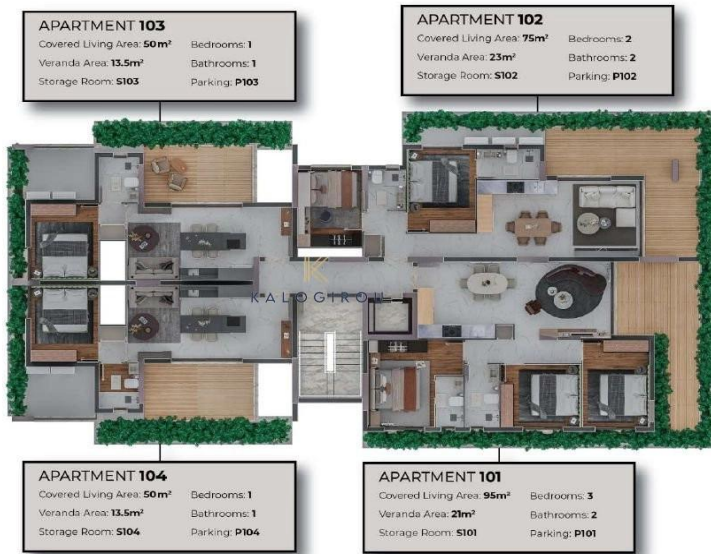 APARTMENT 103
Covered Living Area: 50m² Bedrooms: 1
Veranda Area: 13.5m² Bathrooms: 1
Storage Room: S103 Parking: P103
APARTMENT 102
Covered Living Area: 75m² Bedrooms: 2
Veranda Area: 23m² Bathrooms: 2
Storage Room: S102 Parking: P102
KALOGIROU
APARTMENT 104
Covered Living Area: 50m² Bedrooms: 1
Veranda Area: 13.5m² Bathrooms: 1
Storage Room: S104 Parking: P104
APARTMENT 101
Covered Living Area: 95m² Bedrooms: 3
Veranda Area: 21m² Bathrooms: 2
Storage Room: S101 Parking: P101